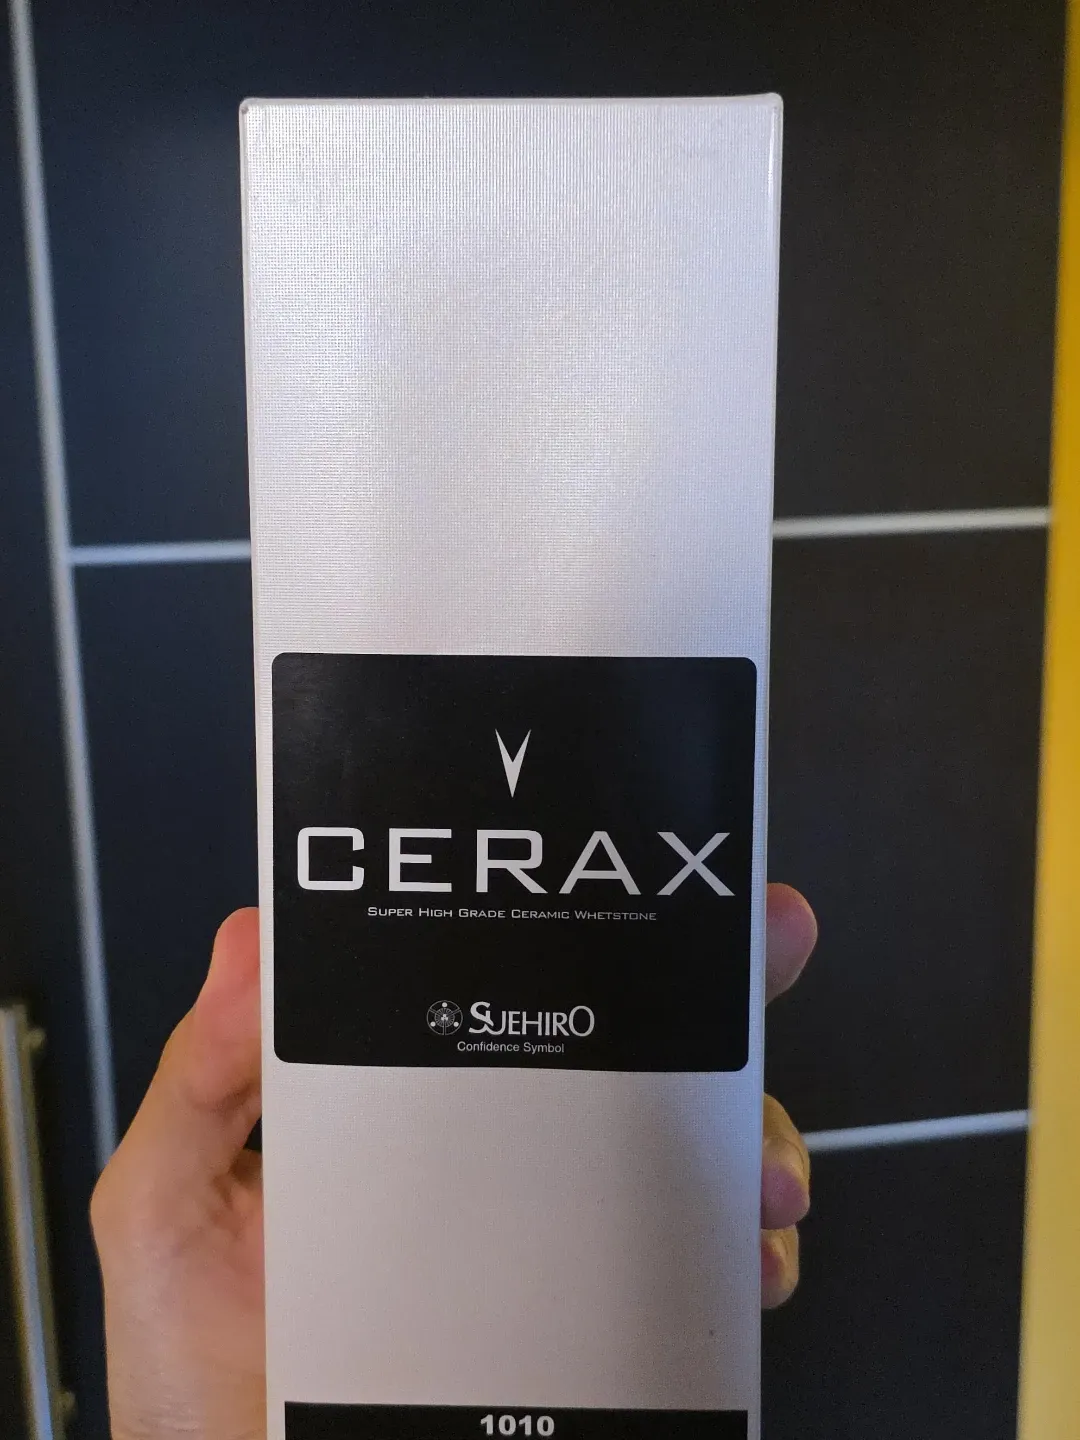 CERAX
SUPER HIGH GRADE CERAMIC WHETSTONE
SUEHIRO
Confidence Symbol
1010